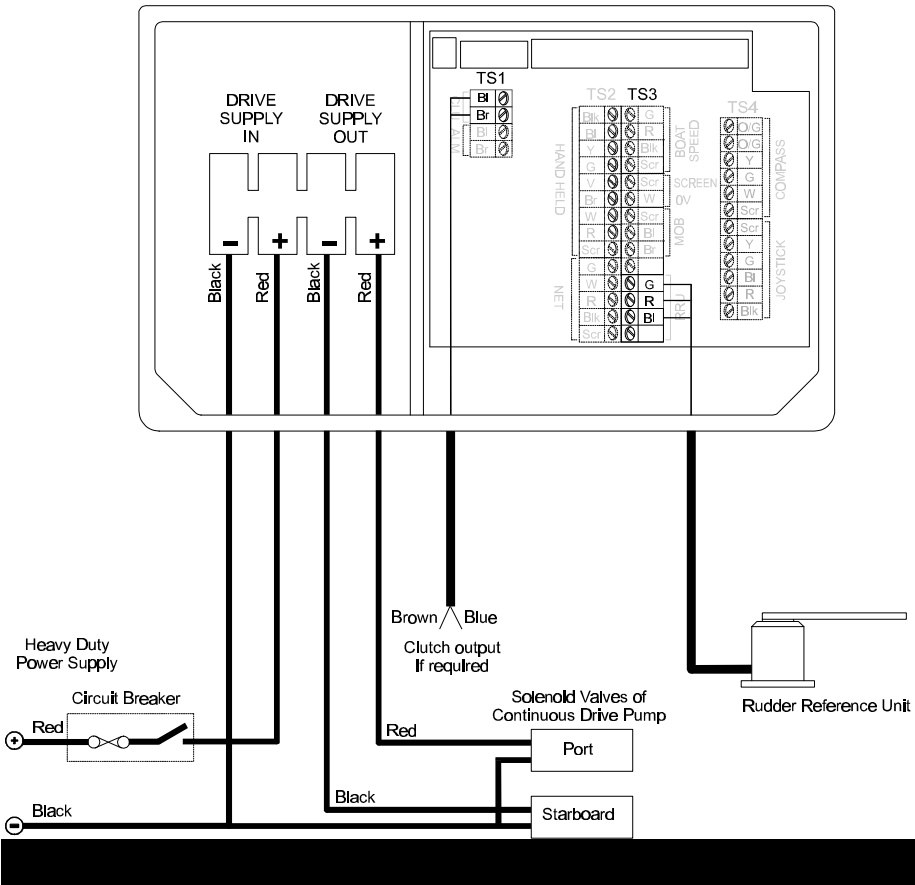 TS1
DRIVE
SUPPLY
IN
DRIVE
SUPPLY
OUT
Bl
Br
Bl
Br
TS2
Blk
Bl
Y
G
V
Br
W
R
Scr
G
W
R
Blk
Scr
HAND HELD
NET
TS3
G
R
Blk
Scr
Scr
W
Scr
Bl
Br
G
R
Bl
BOAT
SPEED
SCREEN
0V
MOB
RRU
TS4
O/G
O/G
Y
G
W
Scr
Scr
Y
G
Bl
R
Blk
COMPASS
JOYSTICK
- + - +
Black
Red
Black
Red
Brown
Blue
Clutch output
If required
Heavy Duty
Power Supply
Circuit Breaker
Red
+
Black
-
Solenoid Valves of
Continuous Drive Pump
Red
Port
Black
Starboard
Rudder Reference Unit